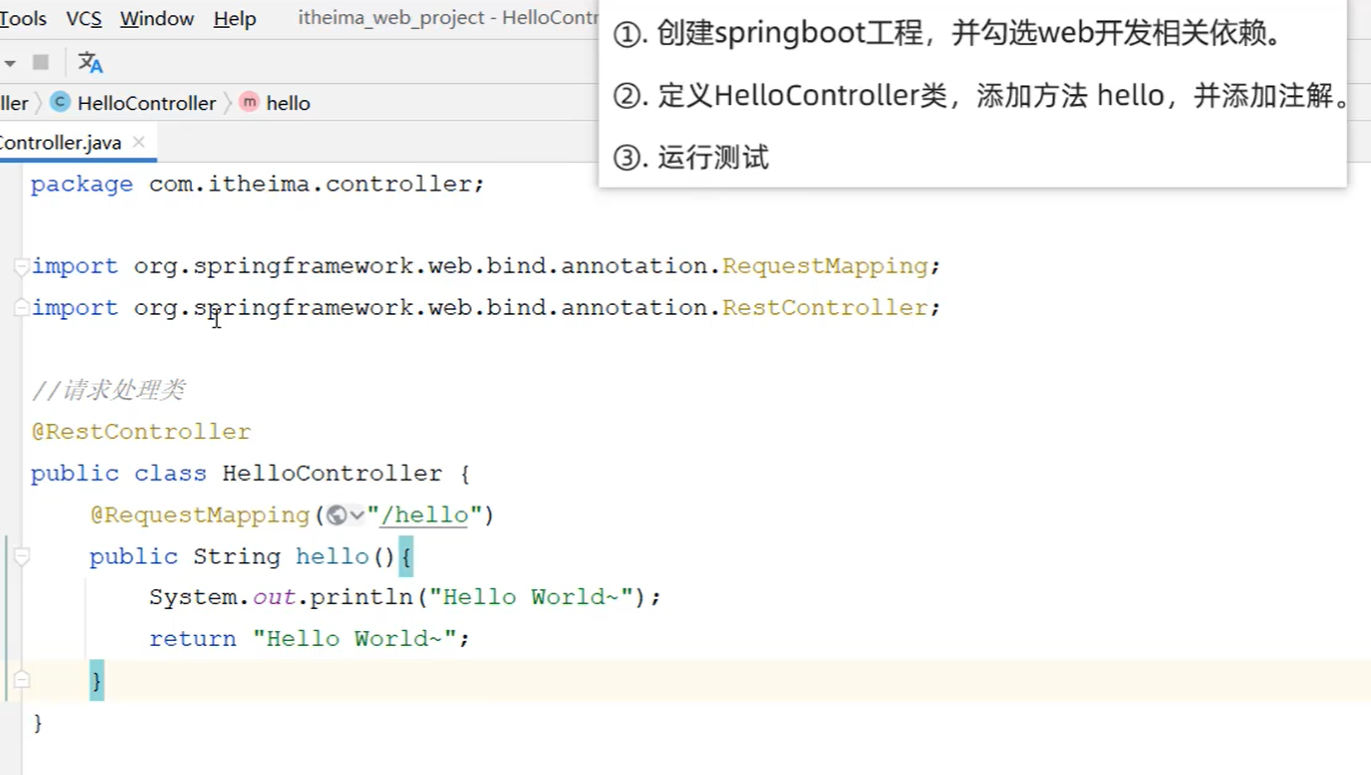 Tools VCS Window Help itheima_web_project - HelloContr
①. 创建springboot工程，并勾选web开发相关依赖。
②. 定义HelloController类，添加方法 hello，并添加注解。
③. 运行测试
ller HelloController hello
Controller.java
package com.itheima.controller;
import org.springframework.web.bind.annotation.RequestMapping;
import org.springframework.web.bind.annotation.RestController;
//请求处理类
@RestController
public class HelloController {
@RequestMapping("/hello")
public String hello(){
System.out.println("Hello World~");
return "Hello World~";
}
}